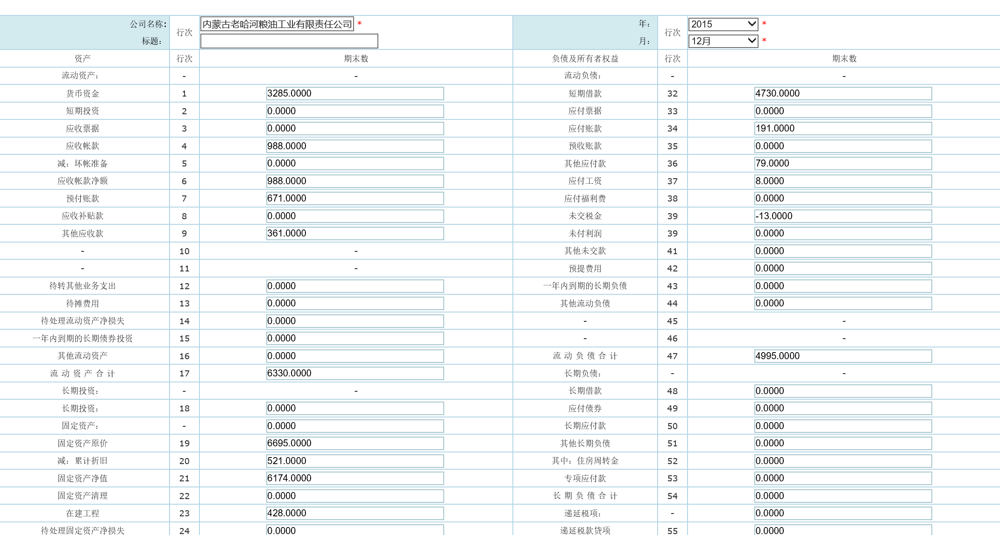 公司名称: 行次 内蒙古老哈河粮油工业有限责任公司 * 年: 行次 2015 *
标题: 月: 12月 *
资产 行次 期末数 负债及所有者权益 行次 期末数
流动资产: - - 流动负债: - -
货币资金 1 3285.0000 短期借款 32 4730.0000
短期投资 2 0.0000 应付票据 33 0.0000
应收票据 3 0.0000 应付账款 34 191.0000
应收帐款 4 988.0000 预收账款 35 0.0000
减: 坏帐准备 5 0.0000 其他应付款 36 79.0000
应收帐款净额 6 988.0000 应付工资 37 8.0000
预付账款 7 671.0000 应付福利费 38 0.0000
应收补贴款 8 0.0000 未交税金 39 -13.0000
其他应收款 9 361.0000 未付利润 39 0.0000
- 10 - 其他未交款 41 0.0000
- 11 - 预提费用 42 0.0000
待转其他业务支出 12 0.0000 一年内到期的长期负债 43 0.0000
待摊费用 13 0.0000 其他流动负债 44 0.0000
待处理流动资产净损失 14 0.0000 - 45 -
一年内到期的长期债券投资 15 0.0000 - 46 -
其他流动资产 16 0.0000 流 动 负 债 合 计 47 4995.0000
流 动 资 产 合 计 17 6330.0000 长期负债: - -
长期投资: - - 长期借款 48 0.0000
长期投资: 18 0.0000 应付债券 49 0.0000
固定资产: - 0.0000 长期应付款 50 0.0000
固定资产原价 19 6695.0000 其他长期负债 51 0.0000
减: 累计折旧 20 521.0000 其中: 住房周转金 52 0.0000
固定资产净值 21 6174.0000 专项应付款 53 0.0000
固定资产清理 22 0.0000 长 期 负 债 合 计 54 0.0000
在建工程 23 428.0000 递延税项: - 0.0000
待处理固定资产净损失 24 0.0000 递延税款贷项 55 0.0000